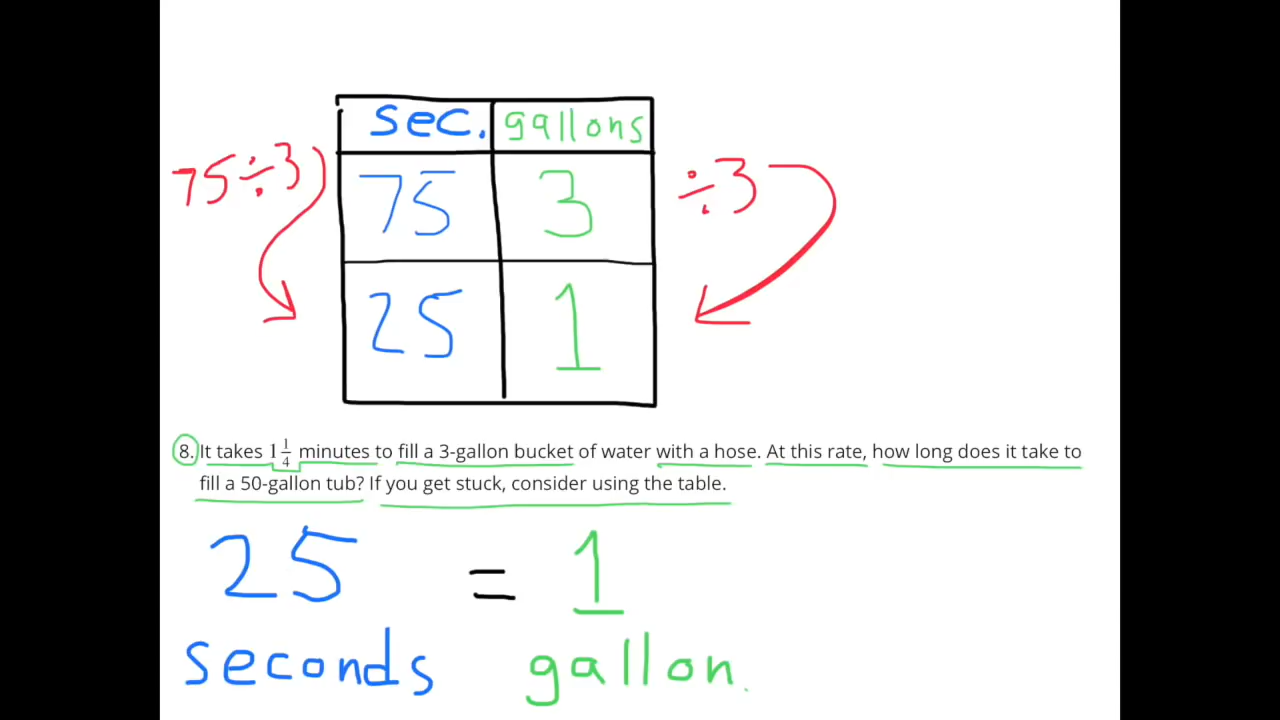 sec. gallons
75÷3 75 3 ÷3
25 1
8. It takes 1 1/4 minutes to fill a 3-gallon bucket of water with a hose. At this rate, how long does it take to
fill a 50-gallon tub? If you get stuck, consider using the table.
25 = 1
seconds gallon.